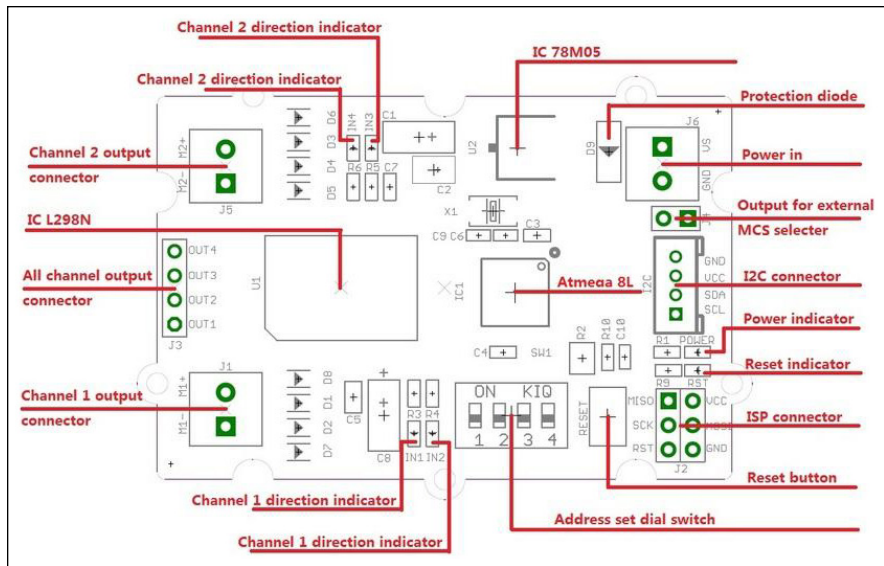 Channel 2 direction indicator
IC 78M05
Channel 2 direction indicator
Protection diode
Channel 2 output
connector
Power in
IC L298N
Output for external
MCS selecter
All channel output
connector
I2C connector
Atmega 8L
Power indicator
Reset indicator
Channel 1 output
connector
ISP connector
Reset button
Channel 1 direction indicator
Address set dial switch
Channel 1 direction indicator
M2+
M2-
J5
D6
D3
D4
D5
IN4
IN3
C1
R6
R5
C7
C2
U2
D9
J6
VS
GND
J4
X1
C9
C6
C3
U1
IC1
OUT4
OUT3
OUT2
OUT1
J3
I2C
GND
VCC
SDA
SCL
R1
POWER
R9
RST
J1
M1+
M1-
D8
D1
D2
D7
C5
C8
R3
R4
IN1
IN2
C4
SW1
R2
R10
C10
ON
KIQ
1
2
3
4
RESET
MISO
VCC
SCK
RST
GND
J2